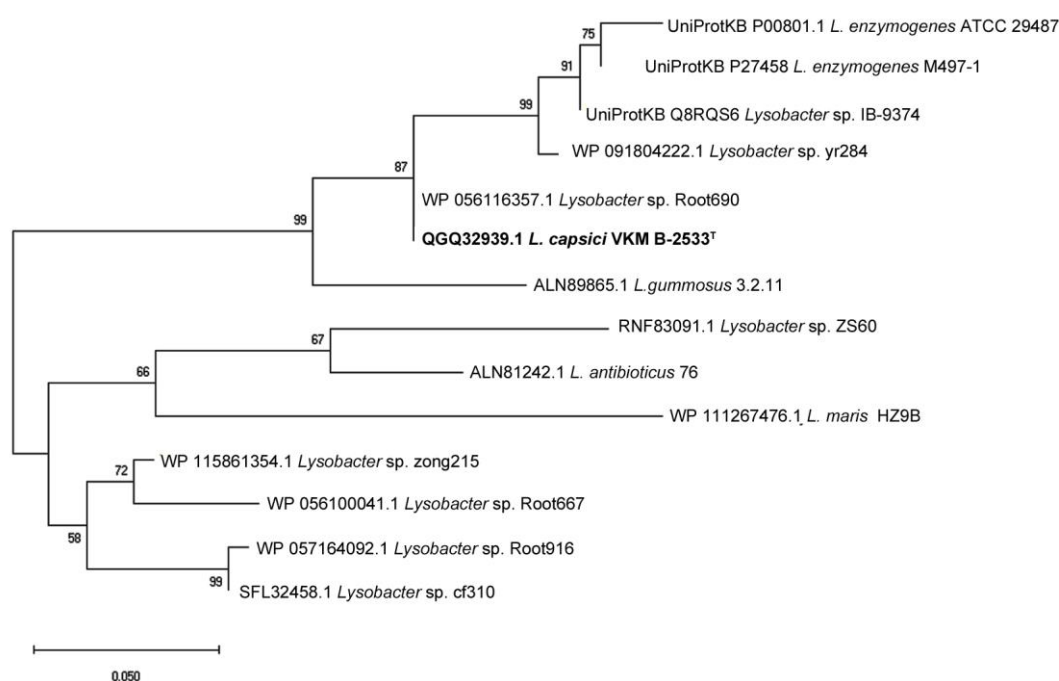 75
UniProtKB P00801.1 L. enzymogenes ATCC 29487
91
UniProtKB P27458 L. enzymogenes M497-1
99
UniProtKB Q8RQS6 Lysobacter sp. IB-9374
WP 091804222.1 Lysobacter sp. yr284
87
WP 056116357.1 Lysobacter sp. Root690
99
QGQ32939.1 L. capsici VKM B-2533ᵀ
ALN89865.1 L.gummosus 3.2.11
RNF83091.1 Lysobacter sp. ZS60
67
66
ALN81242.1 L. antibioticus 76
WP 111267476.1 L. maris HZ9B
WP 115861354.1 Lysobacter sp. zong215
72
WP 056100041.1 Lysobacter sp. Root667
58
WP 057164092.1 Lysobacter sp. Root916
99
SFL32458.1 Lysobacter sp. cf310
0.050